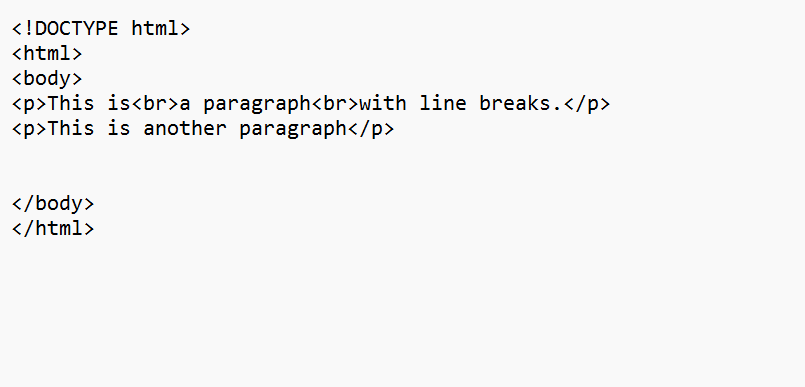 <!DOCTYPE html>
<html>
<body>
<p>This is<br>a paragraph<br>with line breaks.</p>
<p>This is another paragraph</p>
</body>
</html>